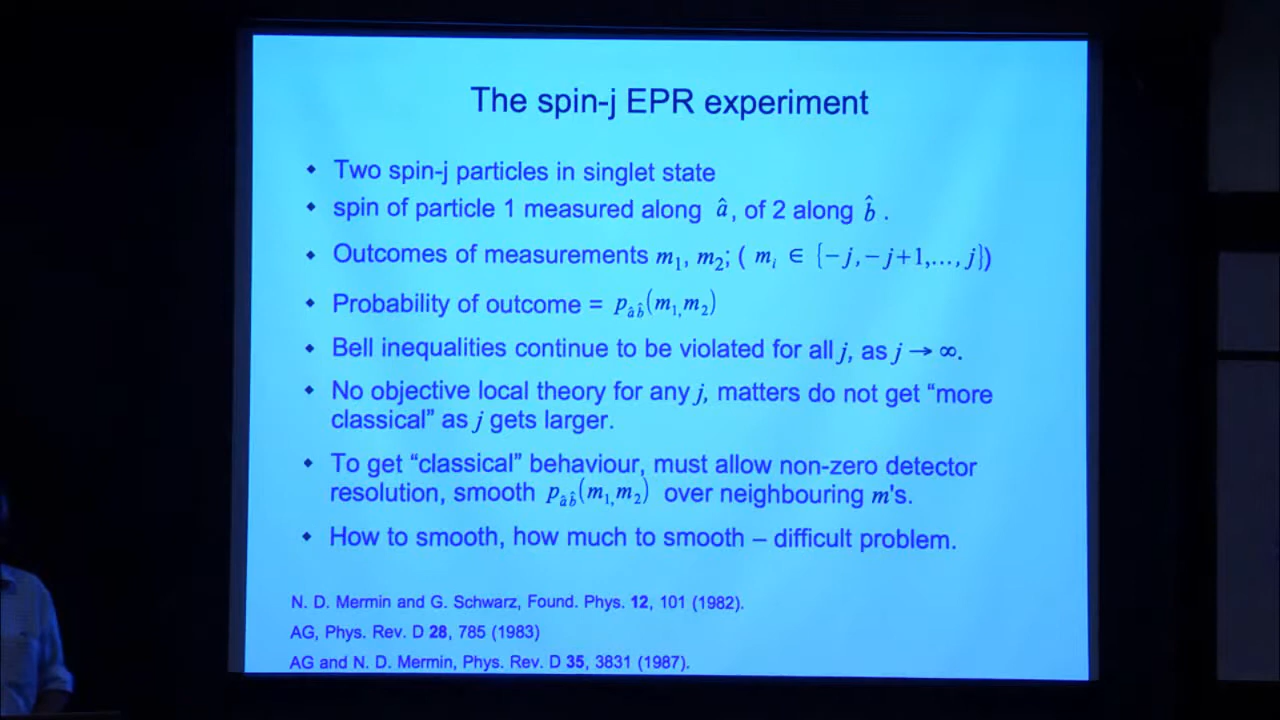 The spin-j EPR experiment
• Two spin-j particles in singlet state
• spin of particle 1 measured along â, of 2 along b̂ .
• Outcomes of measurements m₁, m₂; ( mᵢ ∈ {−j,−j+1,...,j})
• Probability of outcome = p_{âb̂}(m₁,m₂)
• Bell inequalities continue to be violated for all j, as j → ∞.
• No objective local theory for any j, matters do not get “more
classical” as j gets larger.
• To get “classical” behaviour, must allow non-zero detector
resolution, smooth p_{âb̂}(m₁,m₂) over neighbouring m's.
• How to smooth, how much to smooth – difficult problem.
N. D. Mermin and G. Schwarz, Found. Phys. 12, 101 (1982).
AG, Phys. Rev. D 28, 785 (1983)
AG and N. D. Mermin, Phys. Rev. D 35, 3831 (1987).